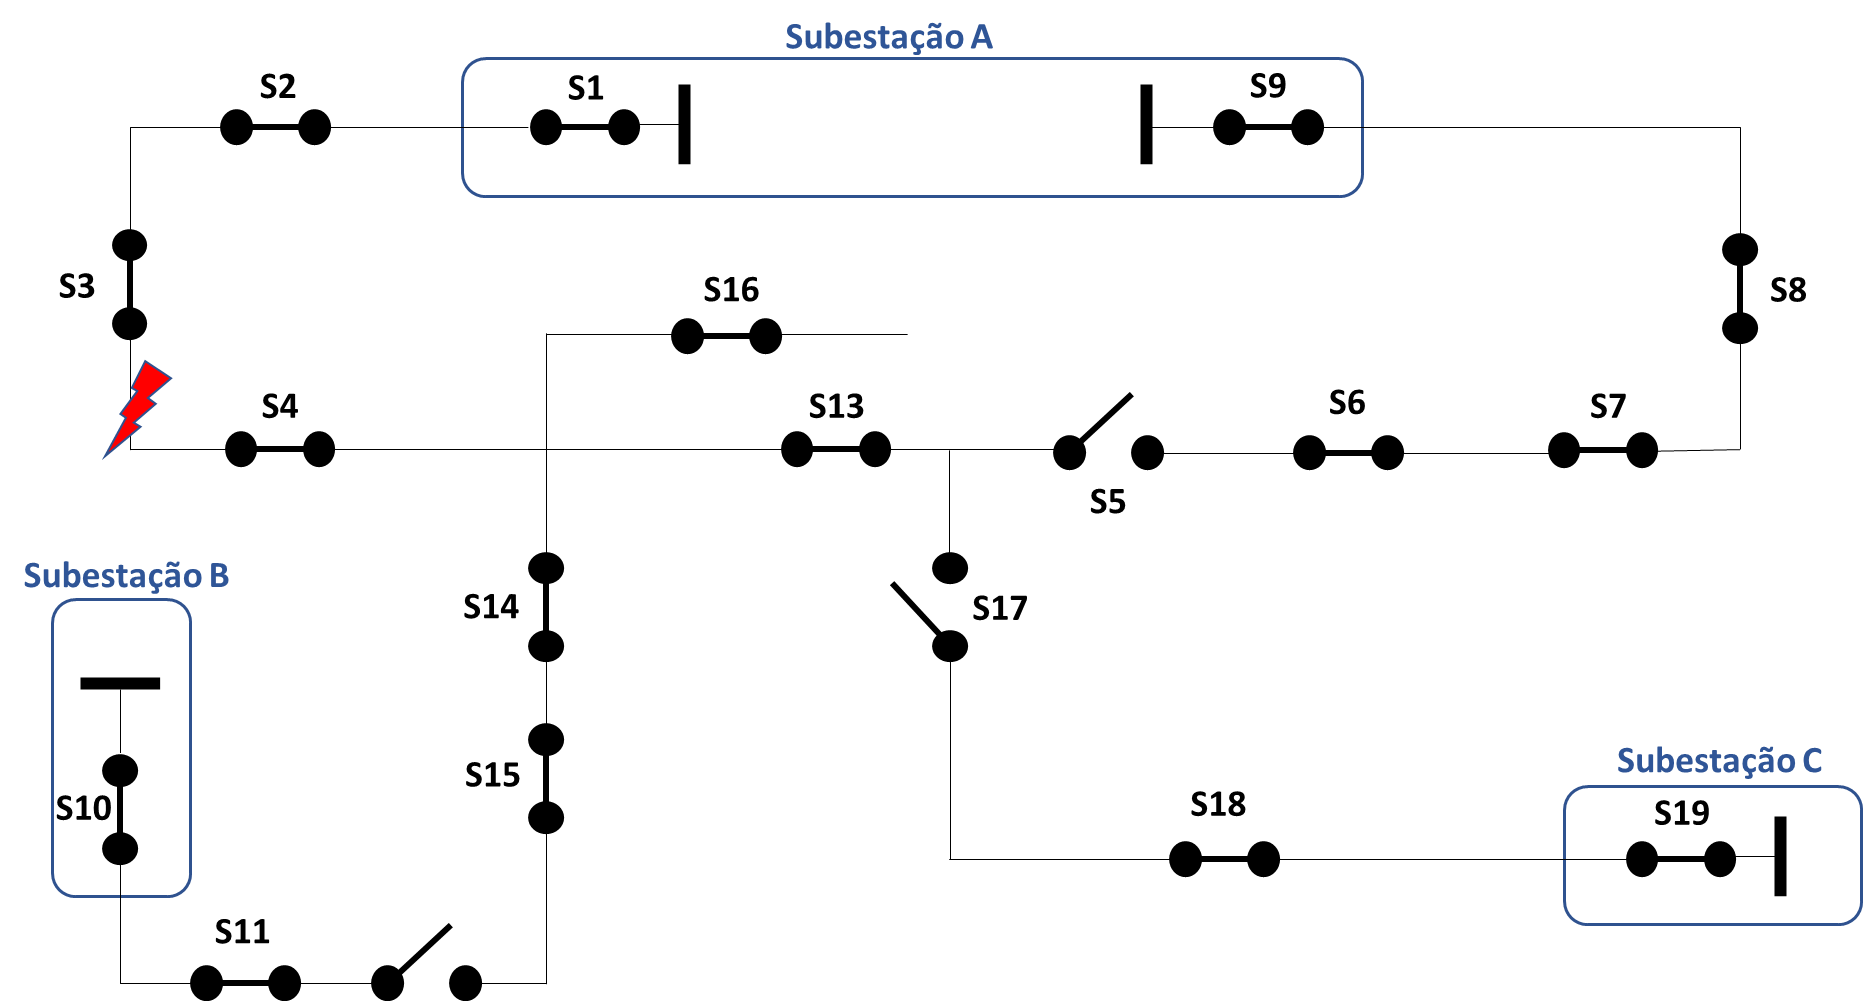 Subestação A
S2
S1
S9
S3
S16
S8
S4
S13
S6
S7
S5
Subestação B
S14
S17
S10
S15
Subestação C
S18
S19
S11